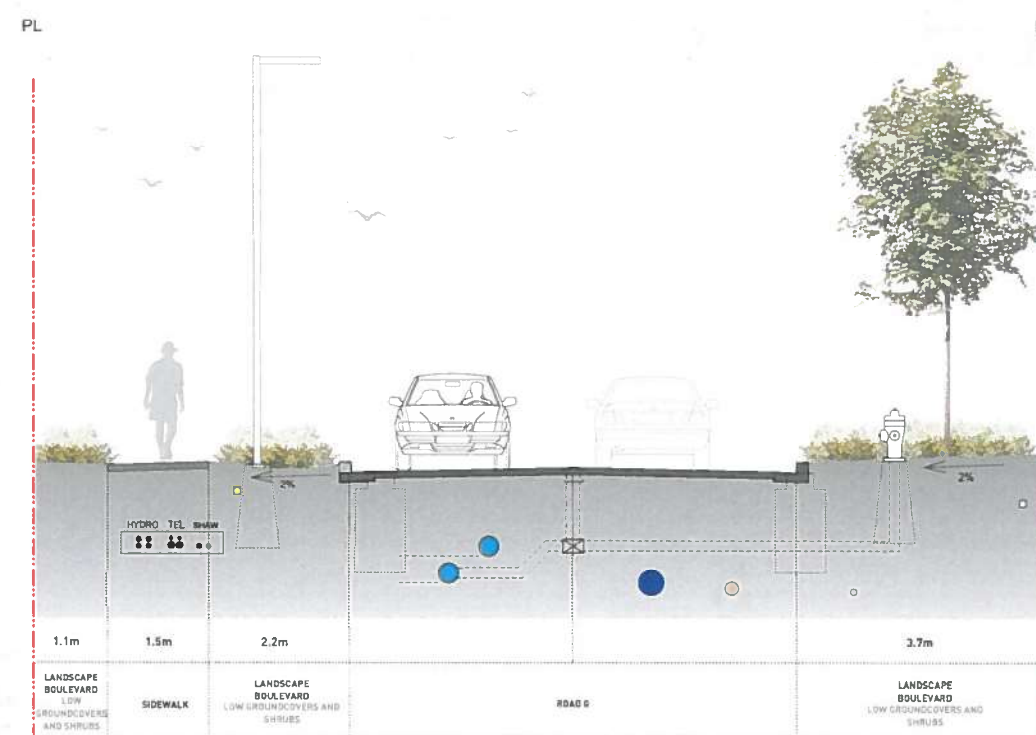 PL
2%
2%
HYDRO TEL SHAW
1.1m 1.5m 2.2m 3.7m
LANDSCAPE
BOULEVARD
LOW
GROUNDCOVERS
AND SHRUBS
SIDEWALK
LANDSCAPE
BOULEVARD
LOW GROUNDCOVERS AND
SHRUBS
ROAD G
LANDSCAPE
BOULEVARD
LOW GROUNDCOVERS AND
SHRUBS